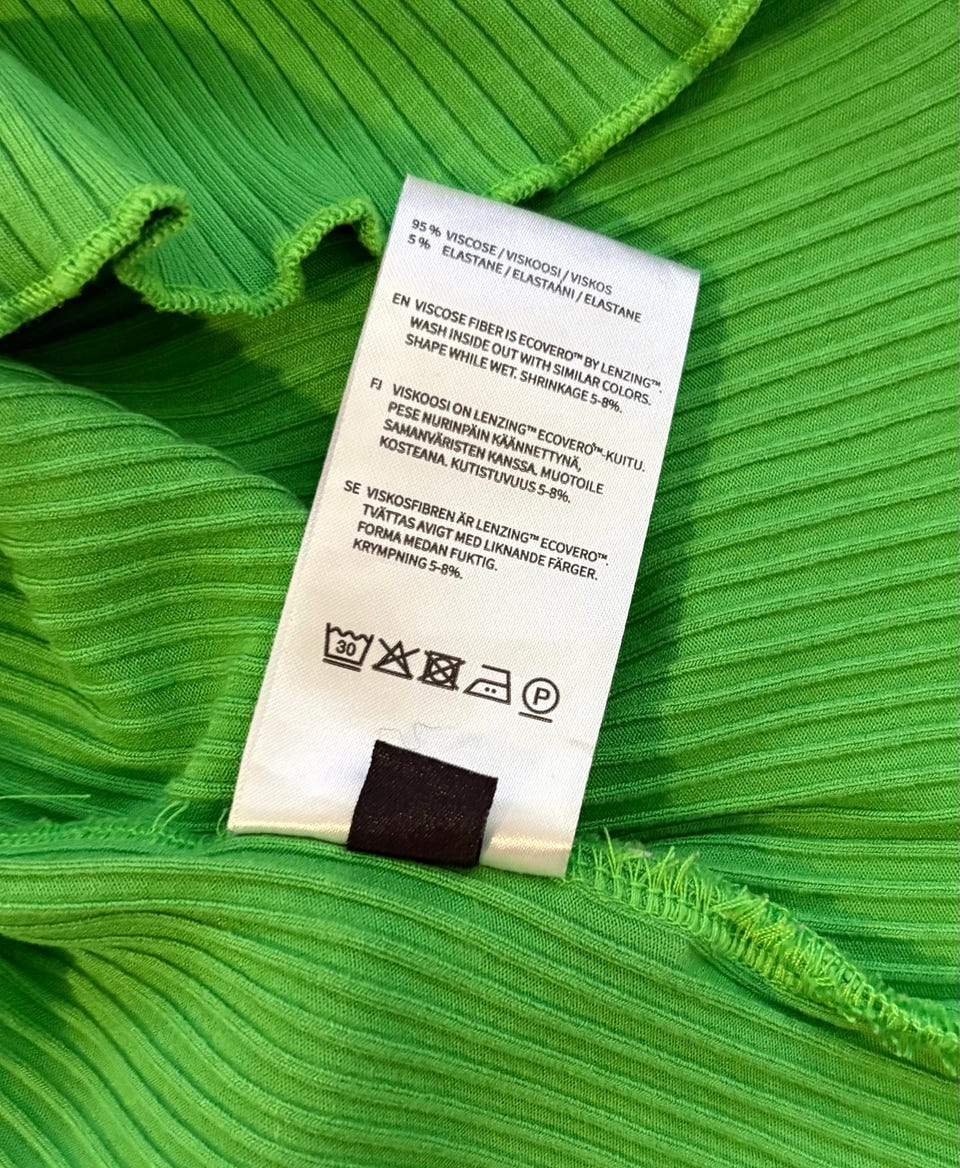 95 % VISCOSE / VISKOOSI / VISKOS
5 % ELASTANE / ELASTAANI / ELASTANE
EN VISCOSE FIBER IS ECOVERO™ BY LENZING™.
WASH INSIDE OUT WITH SIMILAR COLORS.
SHAPE WHILE WET. SHRINKAGE 5-8%.
FI VISKOOSI ON LENZING™ ECOVERO™-KUITU.
PESE NURINPÄIN KÄÄNNETTYNÄ,
SAMANVÄRISTEN KANSSA. MUOTOILE
KOSTEANA. KUTISTUVUUS 5-8%.
SE VISKOSFIBREN ÄR LENZING™ ECOVERO™.
TVÄTTAS AVIGT MED LIKNANDE FÄRGER.
FORMA MEDAN FUKTIG.
KRYMPNING 5-8%.
30 P